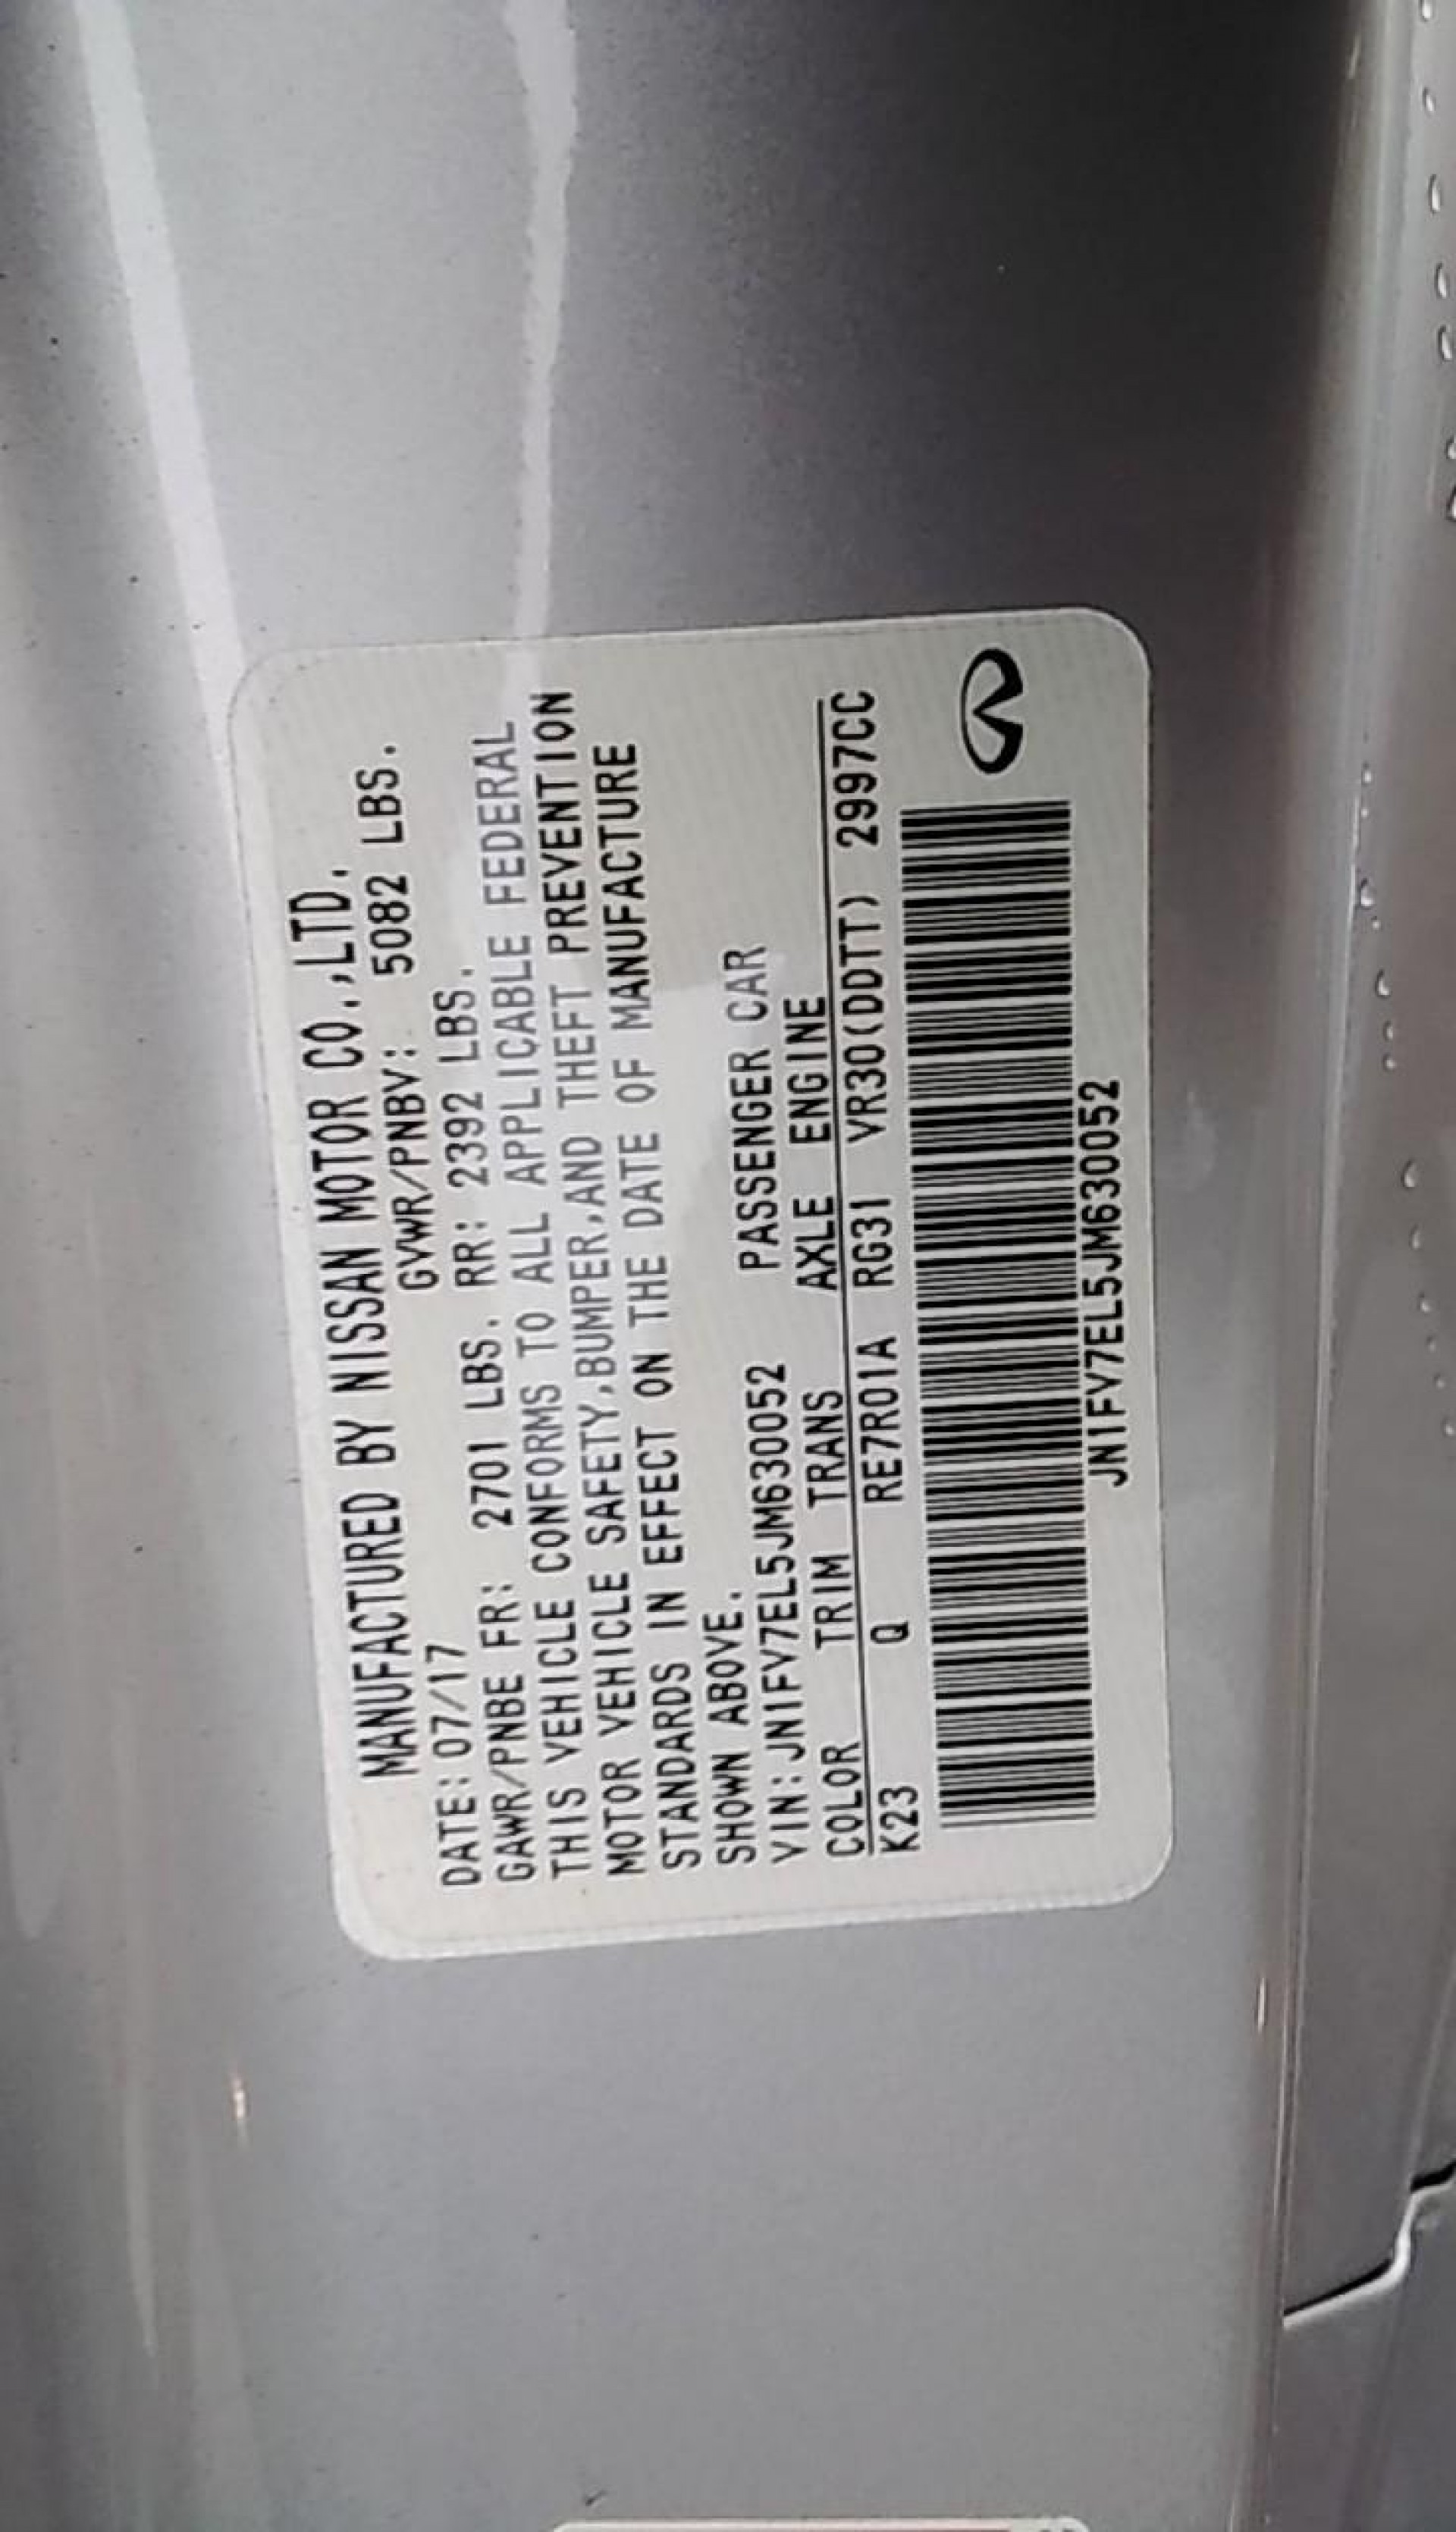 MANUFACTURED BY NISSAN MOTOR CO.,LTD.
DATE:07/17 GVWR/PNBV: 5082 LBS.
GAWR/PNBE FR: 2701 LBS. RR: 2392 LBS.
THIS VEHICLE CONFORMS TO ALL APPLICABLE FEDERAL
MOTOR VEHICLE SAFETY,BUMPER,AND THEFT PREVENTION
STANDARDS IN EFFECT ON THE DATE OF MANUFACTURE
SHOWN ABOVE.
VIN:JN1FV7EL5JM630052 PASSENGER CAR
COLOR TRIM TRANS AXLE ENGINE
K23 Q RE7R01A RG31 VR30(DDTT) 2997CC
JN1FV7EL5JM630052